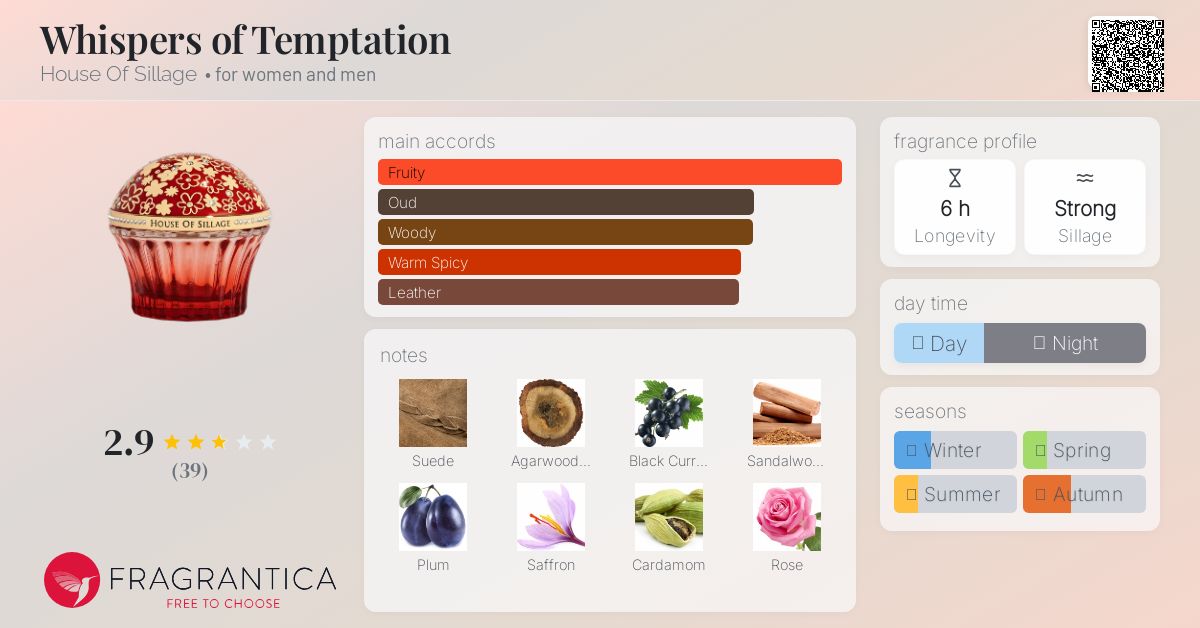 Whispers of Temptation
House Of Sillage • for women and men
HOUSE OF SILLAGE
2.9
(39)
FRAGRANTICA
FREE TO CHOOSE
main accords
Fruity
Oud
Woody
Warm Spicy
Leather
notes
Suede Agarwood... Black Curr... Sandalwo...
Plum Saffron Cardamom Rose
fragrance profile
6 h Strong
Longevity Sillage
day time
Day Night
seasons
Winter Spring
Summer Autumn